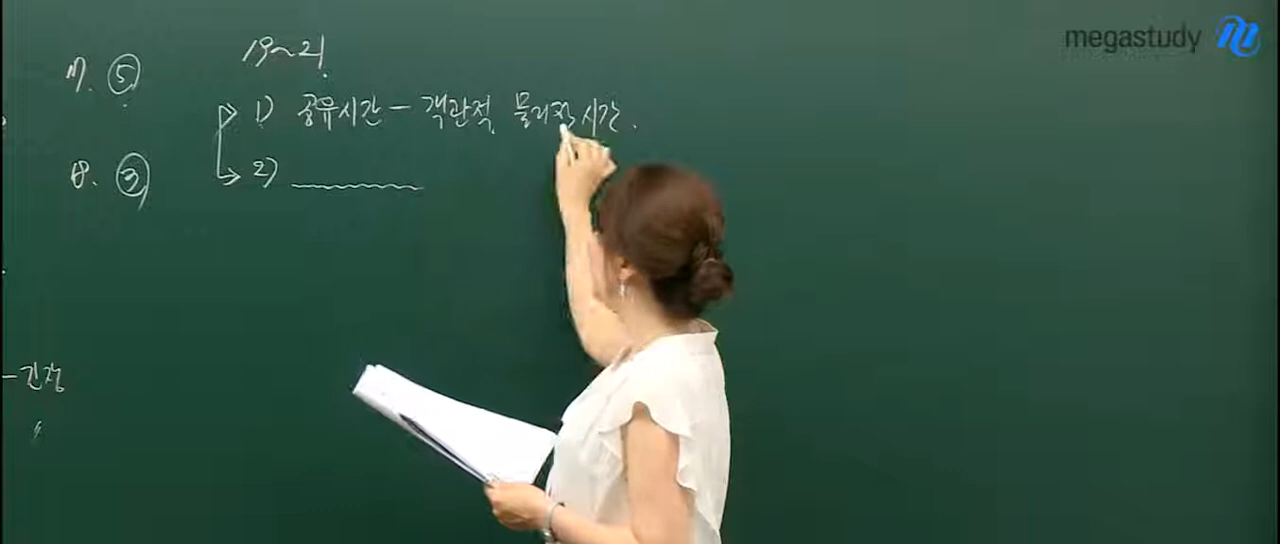 megastudy
17. ⑤
19~21.
1) 공유시간 - 객관적 물리적 시간.
18. ③
2)
- 긴장
〃